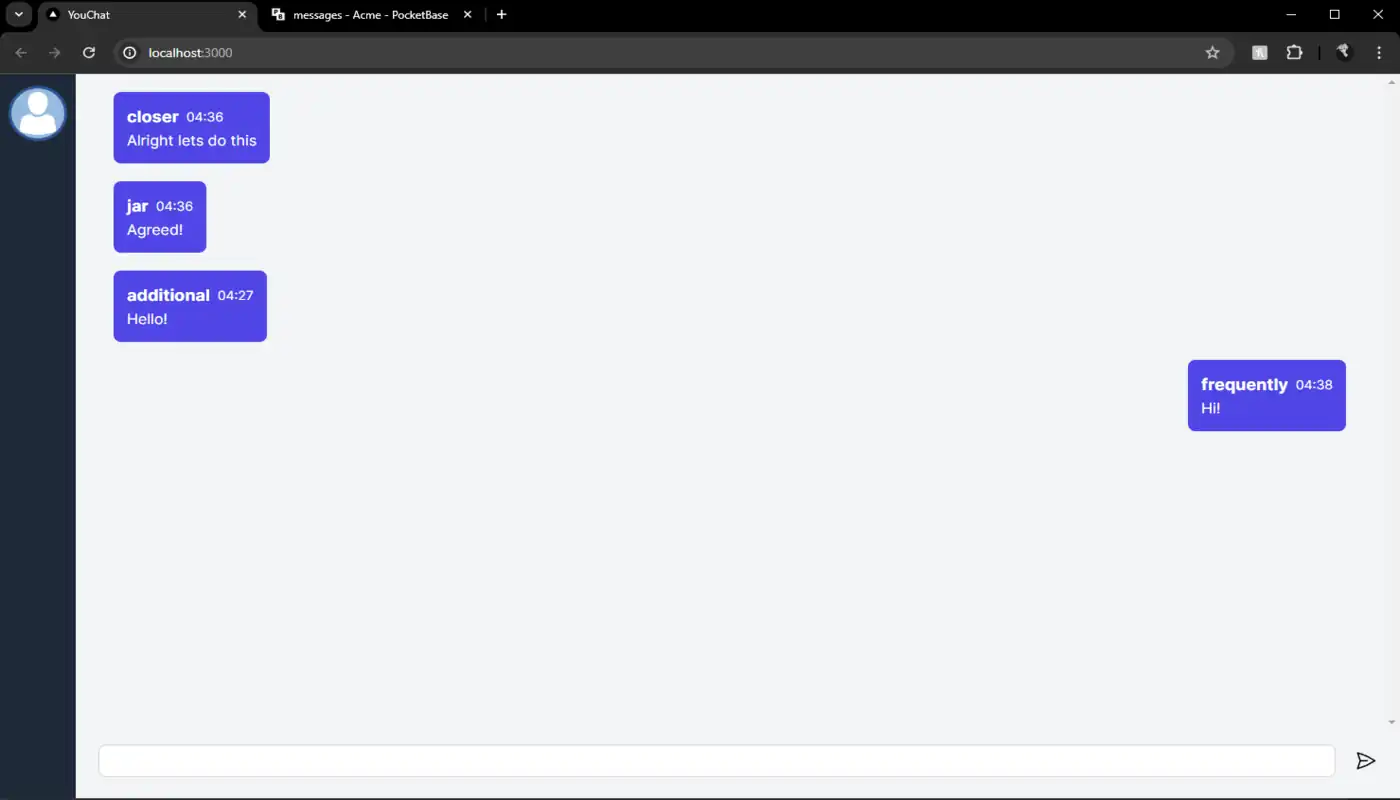 YouChat
messages - Acme - PocketBase
localhost:3000
closer 04:36
Alright lets do this
jar 04:36
Agreed!
additional 04:27
Hello!
frequently 04:38
Hi!